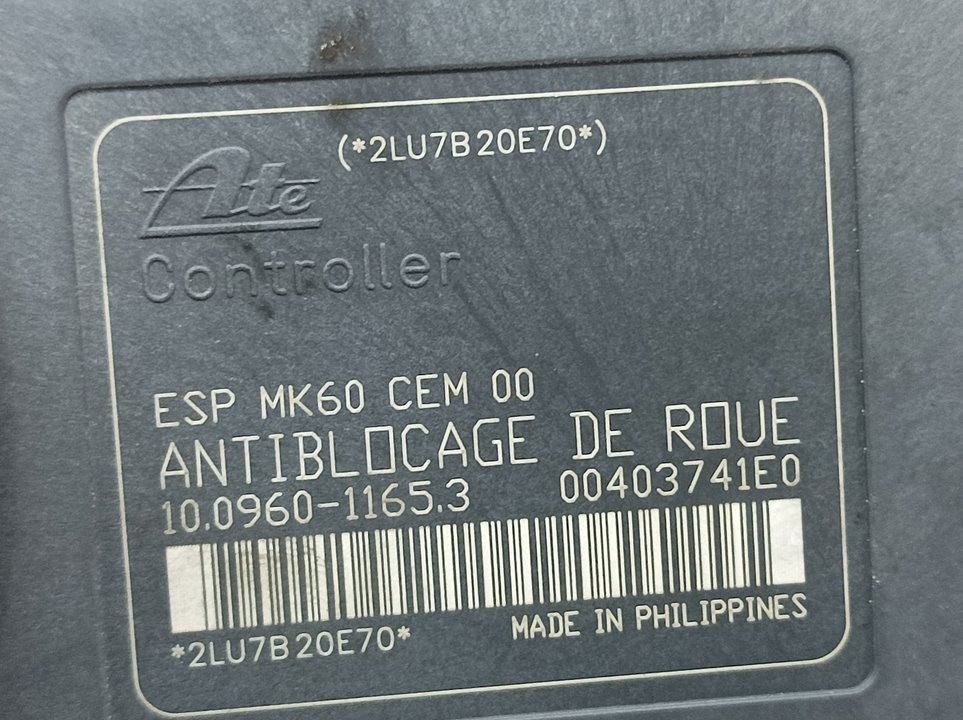 (*2LU7B20E70*)
Ate
Controller
ESP MK60 CEM 00
ANTIBLOCAGE DE ROUE
10.0960-1165.3 00403741E0
*2LU7B20E70*
MADE IN PHILIPPINES